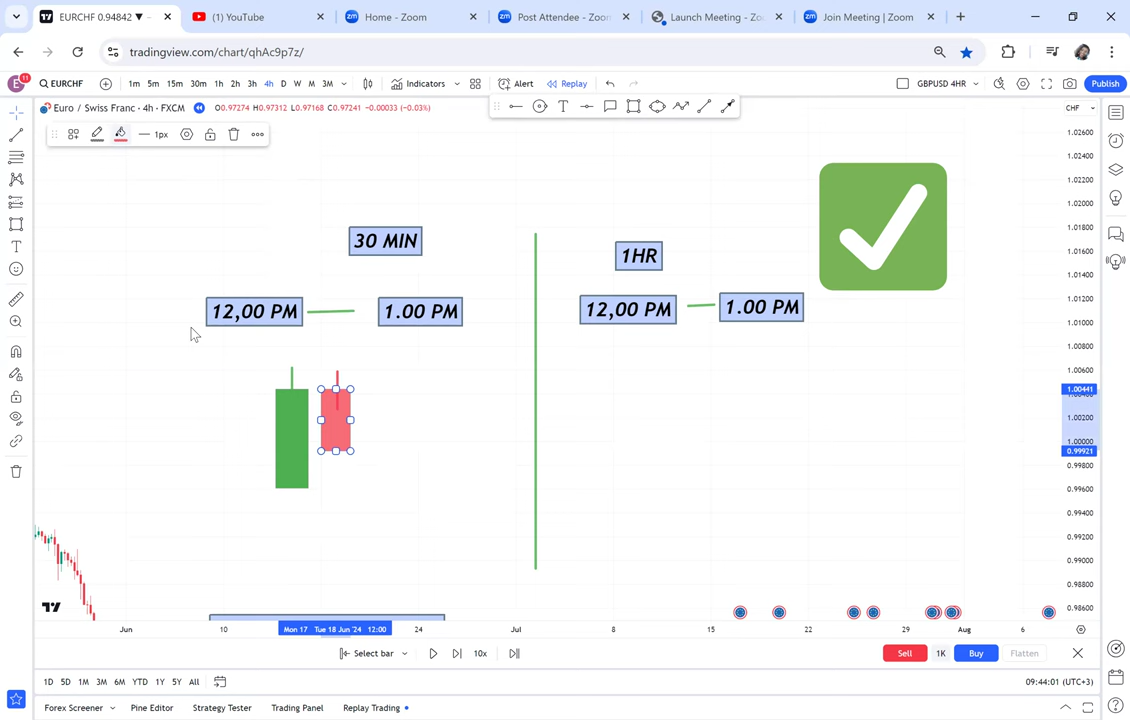 EURCHF 0.94842 ▼ −
(1) YouTube
Home - Zoom
Post Attendee - Zoom
Launch Meeting - Zoom
Join Meeting | Zoom
tradingview.com/chart/qhAc9p7z/
E
11
EURCHF
1m 5m 15m 30m 1h 2h 3h 4h D W M 3M
Indicators
Alert
Replay
GBPUSD 4HR
Publish
Euro / Swiss Franc · 4h · FXCM
O0.97274 H0.97312 L0.97168 C0.97241 −0.00033 (−0.03%)
CHF
1px
30 MIN
12,00 PM
1.00 PM
1HR
12,00 PM
1.00 PM
1.02600
1.02400
1.02200
1.02000
1.01800
1.01600
1.01400
1.01200
1.01000
1.00800
1.00600
1.00441
1.00400
1.00200
1.00000
0.99921
0.99800
0.99600
0.99400
0.99200
0.99000
0.98800
0.98600
Jun 10 Mon 17 Tue 18 Jun '24 12:00 24 Jul 8 15 22 29 Aug 6
Select bar
10x
Sell
1K
Buy
Flatten
1D 5D 1M 3M 6M YTD 1Y 5Y All
09:44:01 (UTC+3)
Forex Screener
Pine Editor
Strategy Tester
Trading Panel
Replay Trading